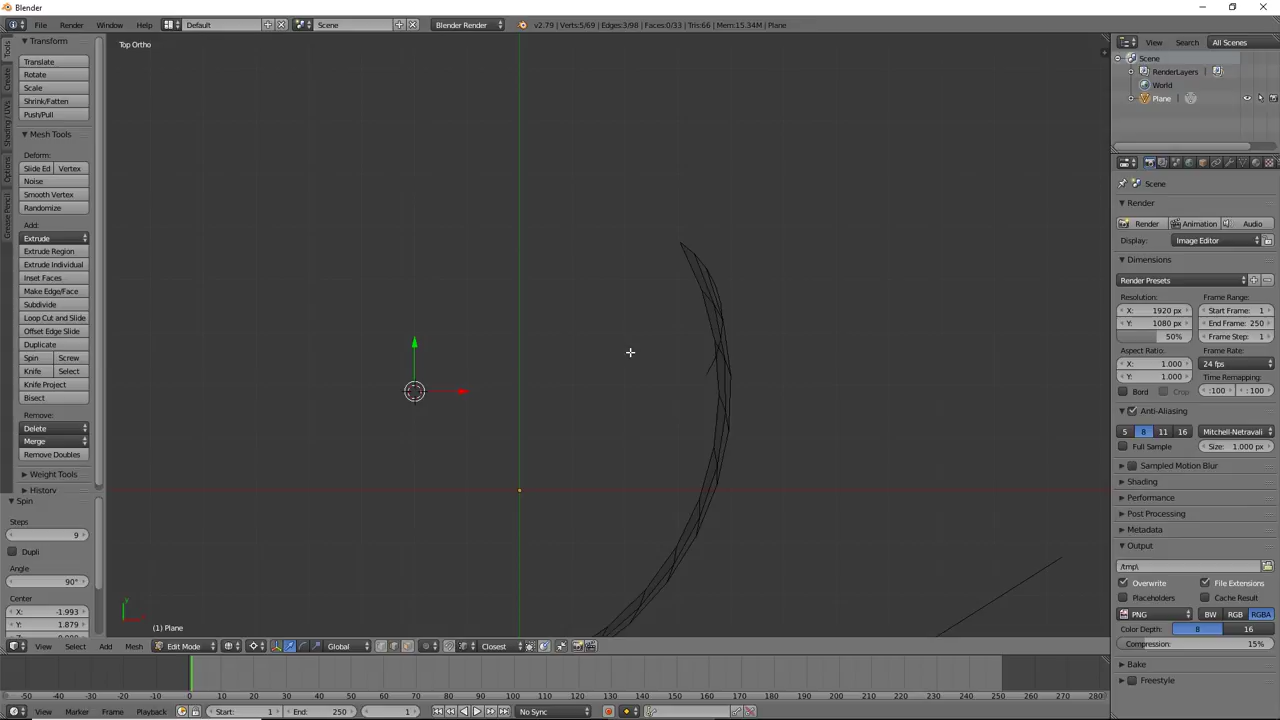 Blender
File
Render
Window
Help
Default
Scene
Blender Render
v2.79 | Verts:5/69 | Edges:3/98 | Faces:0/33 | Tris:66 | Mem:15.34M | Plane
Tools
Create
Shading / UVs
Options
Grease Pencil
Transform
Translate
Rotate
Scale
Shrink/Fatten
Push/Pull
Mesh Tools
Deform:
Slide Ed
Vertex
Noise
Smooth Vertex
Randomize
Add:
Extrude
Extrude Region
Extrude Individual
Inset Faces
Make Edge/Face
Subdivide
Loop Cut and Slide
Offset Edge Slide
Duplicate
Spin
Screw
Knife
Select
Knife Project
Bisect
Remove:
Delete
Merge
Remove Doubles
Weight Tools
History
Spin
Steps
9
Dupli
Angle
90°
Center
X: -1.993
Y: 1.879
Top Ortho
(1) Plane
View
Select
Add
Mesh
Edit Mode
Global
Closest
-50 -40 -30 -20 -10 0 10 20 30 40 50 60 70 80 90 100 110 120 130 140 150 160 170 180 190 200 210 220 230 240 250 260 270 280
View
Marker
Frame
Playback
Start: 1
End: 250
1
No Sync
View
Search
All Scenes
Scene
RenderLayers
World
Plane
Scene
Render
Render
Animation
Audio
Display:
Image Editor
Dimensions
Render Presets
Resolution:
Frame Range:
X: 1920 px
Start Frame: 1
Y: 1080 px
End Frame: 250
50%
Frame Step: 1
Aspect Ratio:
Frame Rate:
X: 1.000
24 fps
Y: 1.000
Time Remapping:
Bord
Crop
:100
: 100
Anti-Aliasing
5
8
11
16
Mitchell-Netravali
Full Sample
Size: 1.000 px
Sampled Motion Blur
Shading
Performance
Post Processing
Metadata
Output
/tmp\
Overwrite
File Extensions
Placeholders
Cache Result
PNG
BW
RGB
RGBA
Color Depth:
8
16
Compression:
15%
Bake
Freestyle